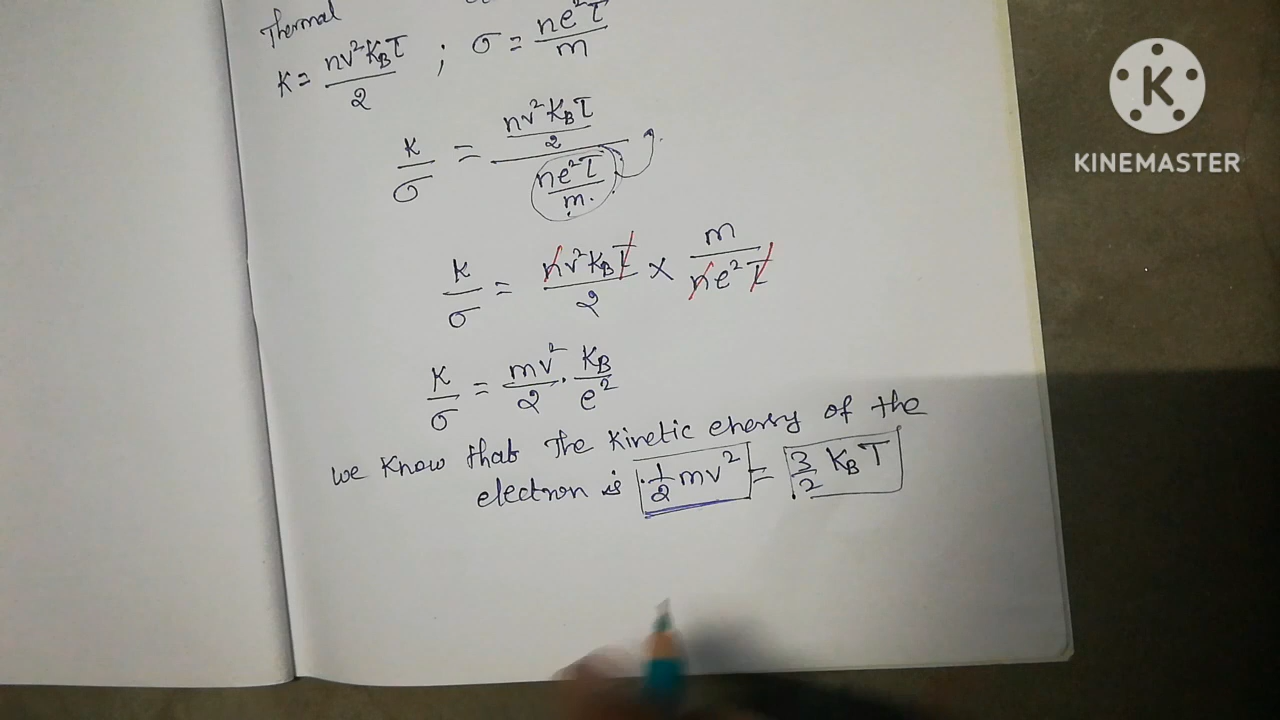 Thermal
K = nv²K_Bτ / 2 ; σ = ne²τ / m
K/σ = (nv²K_Bτ / 2) / (ne²τ / m)
K/σ = nv²K_Bτ / 2 × m / ne²τ
K/σ = mv²/2 · K_B/e²
we know that The Kinetic energy of the
electron is 1/2 mv² = 3/2 K_B T
K
KINEMASTER